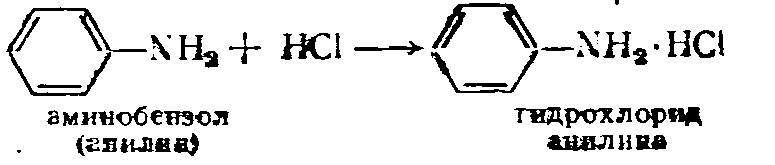 NH₂ + HCl → NH₂·HCl
аминобензол гидрохлорид
(анилин) анилина